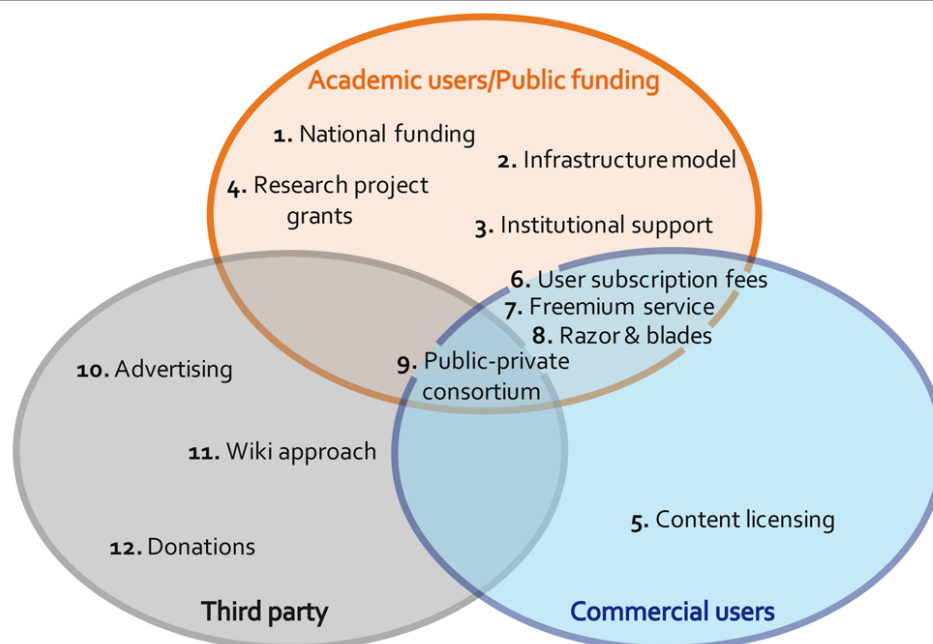 Academic users/Public funding
1. National funding
2. Infrastructure model
4. Research project
grants
3. Institutional support
6. User subscription fees
7. Freemium service
8. Razor & blades
9. Public-private
consortium
10. Advertising
11. Wiki approach
5. Content licensing
12. Donations
Third party
Commercial users